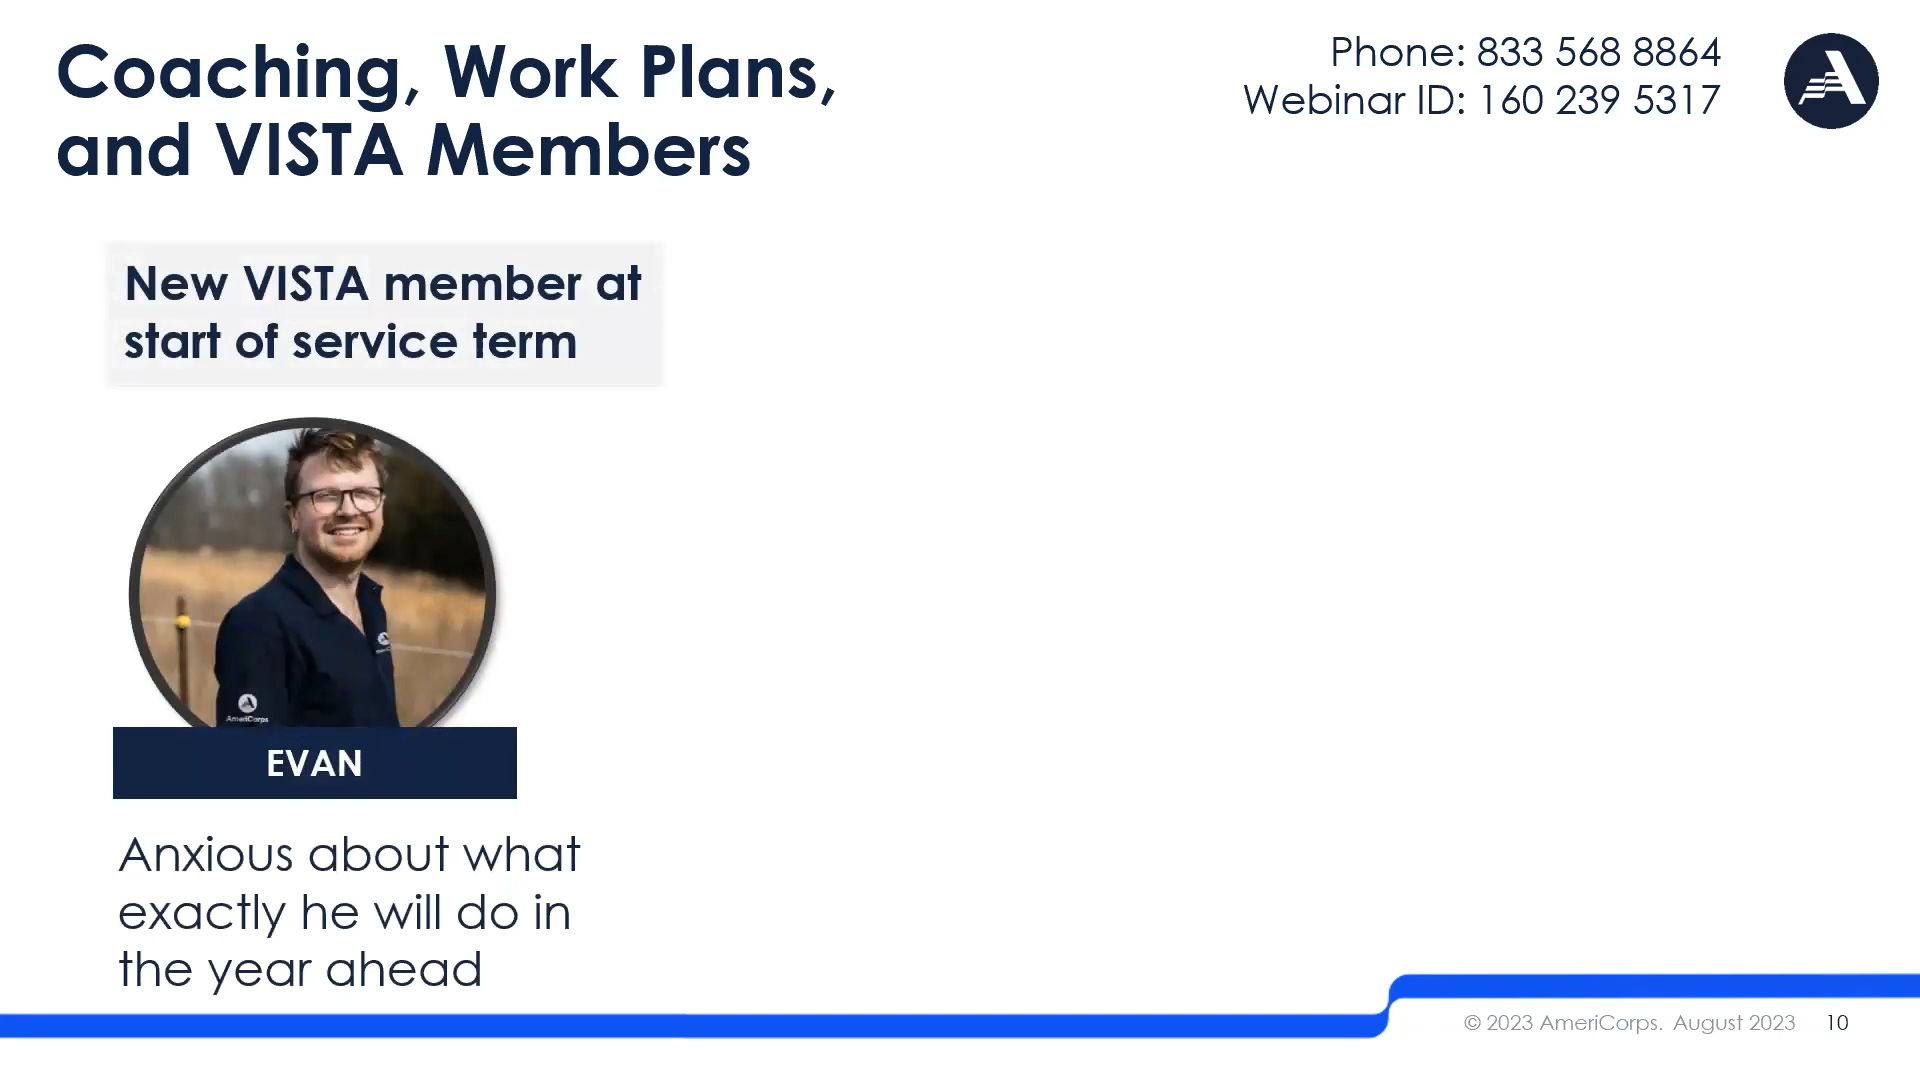 Coaching, Work Plans,
and VISTA Members
Phone: 833 568 8864
Webinar ID: 160 239 5317
New VISTA member at
start of service term
AmeriCorps
EVAN
Anxious about what
exactly he will do in
the year ahead
© 2023 AmeriCorps. August 2023
10